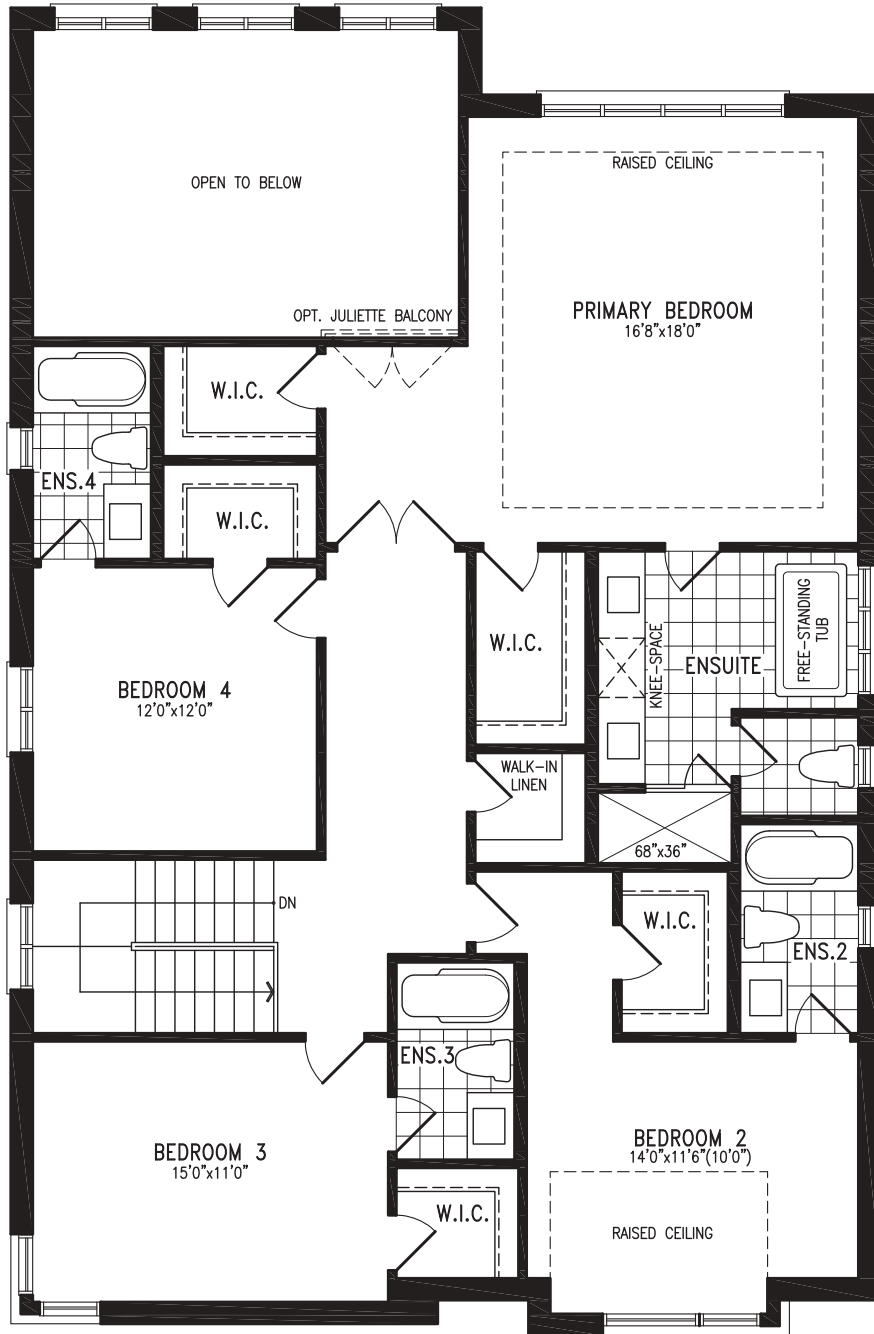 RAISED CEILING
OPEN TO BELOW
OPT. JULIETTE BALCONY
PRIMARY BEDROOM
16'8"x18'0"
W.I.C.
ENS.4
W.I.C.
W.I.C.
KNEE-SPACE
ENSUITE
FREE-STANDING
TUB
BEDROOM 4
12'0"x12'0"
WALK-IN
LINEN
68"x36"
DN
W.I.C.
ENS.2
ENS.3
BEDROOM 3
15'0"x11'0"
BEDROOM 2
14'0"x11'6"(10'0")
W.I.C.
RAISED CEILING